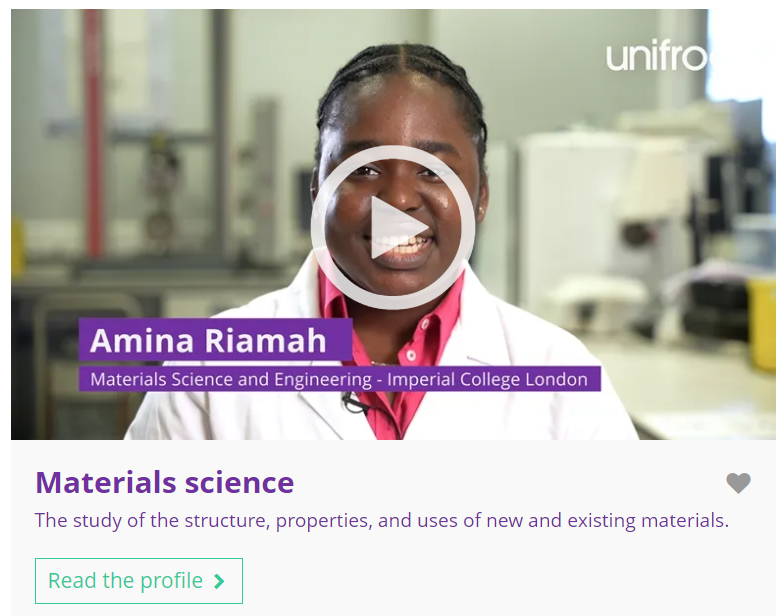 unifro
Amina Riamah
Materials Science and Engineering - Imperial College London
Materials science
The study of the structure, properties, and uses of new and existing materials.
Read the profile